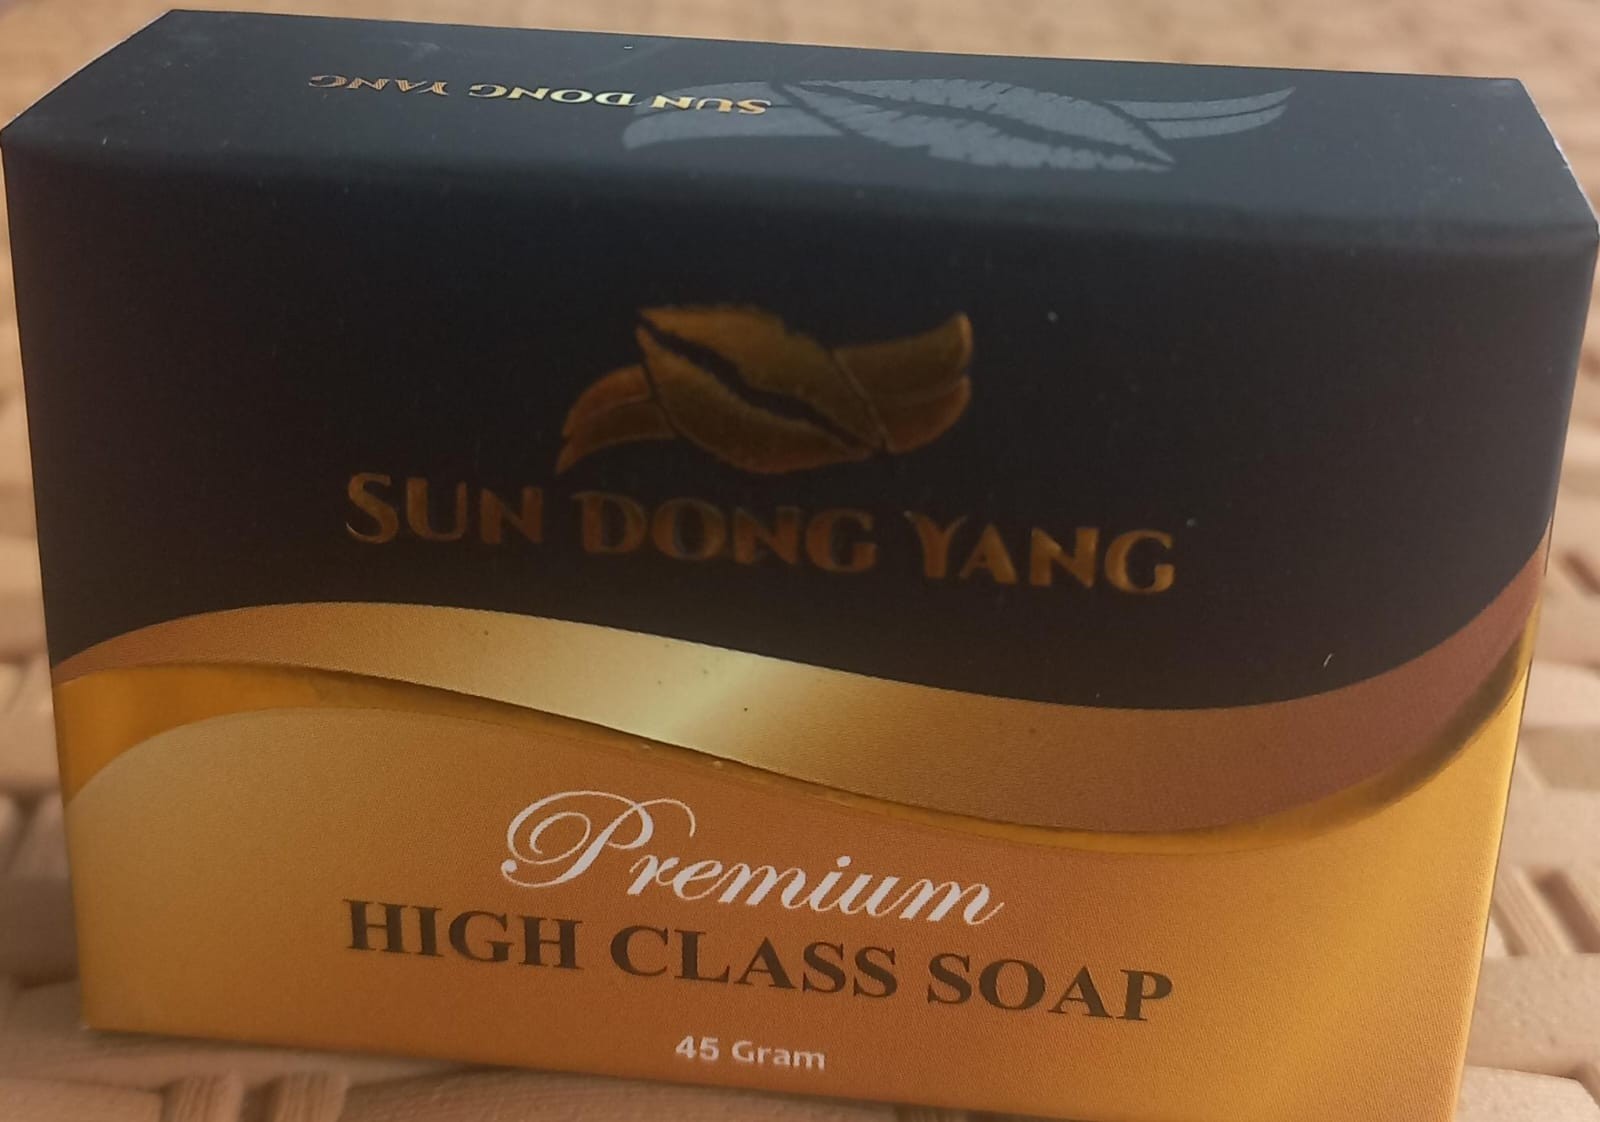 SUN DONG YANG
SUN DONG YANG
Premium
HIGH CLASS SOAP
45 Gram